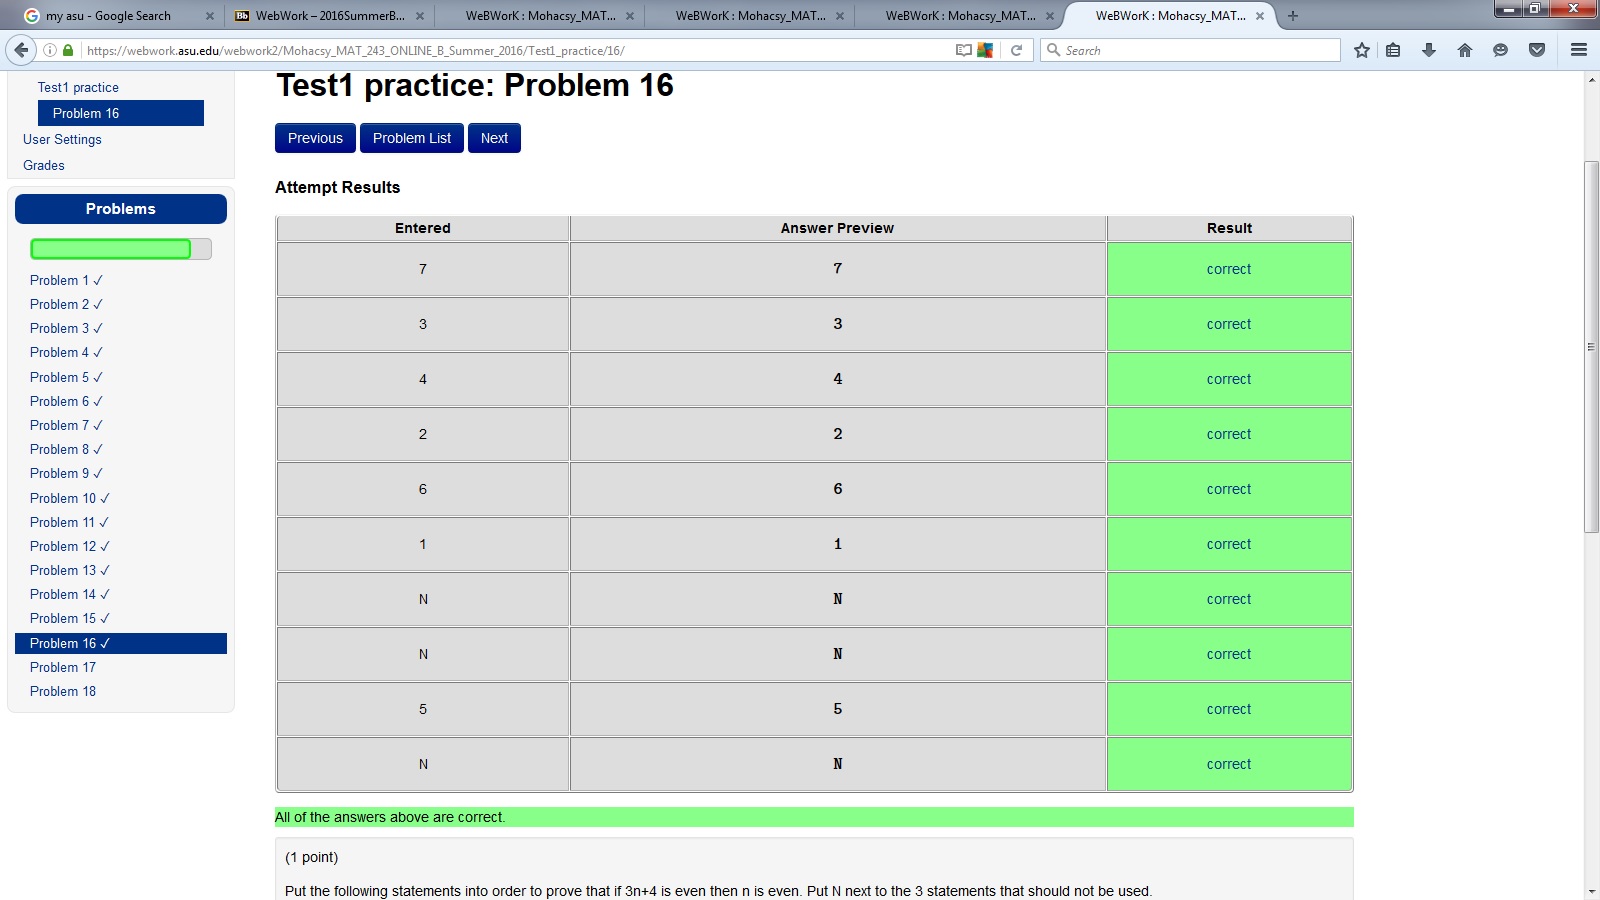 my asu - Google Search
Bb WebWork – 2016SummerB...
WeBWorK : Mohacsy_MAT...
WeBWorK : Mohacsy_MAT...
WeBWorK : Mohacsy_MAT...
WeBWorK : Mohacsy_MAT...
https://webwork.asu.edu/webwork2/Mohacsy_MAT_243_ONLINE_B_Summer_2016/Test1_practice/16/
Search
Test1 practice
Problem 16
User Settings
Grades
Problems
Problem 1 ✓
Problem 2 ✓
Problem 3 ✓
Problem 4 ✓
Problem 5 ✓
Problem 6 ✓
Problem 7 ✓
Problem 8 ✓
Problem 9 ✓
Problem 10 ✓
Problem 11 ✓
Problem 12 ✓
Problem 13 ✓
Problem 14 ✓
Problem 15 ✓
Problem 16 ✓
Problem 17
Problem 18
Test1 practice: Problem 16
Previous Problem List Next
Attempt Results
Entered Answer Preview Result
7 7 correct
3 3 correct
4 4 correct
2 2 correct
6 6 correct
1 1 correct
N N correct
N N correct
5 5 correct
N N correct
All of the answers above are correct.
(1 point)
Put the following statements into order to prove that if 3n+4 is even then n is even. Put N next to the 3 statements that should not be used.